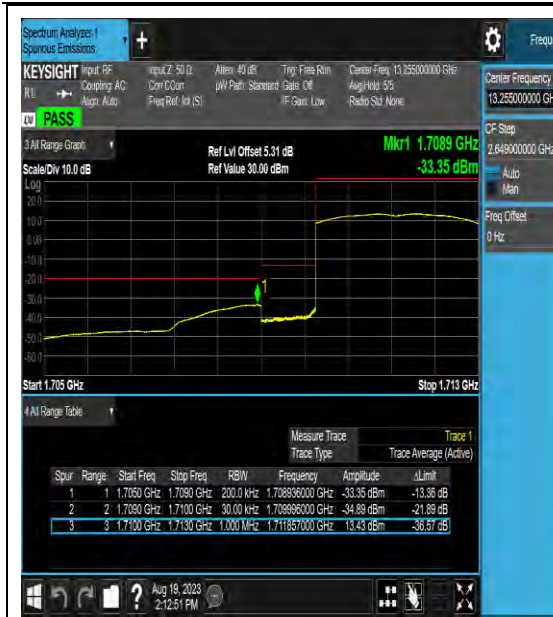 Spectrum Analyzer 1
Spurious Emissions
+
Frequ
KEYSIGHT Input: RF
Input Z: 50 Ω
Atten: 40 dB
Trig: Free Run
Center Freq: 13.255000000 GHz
RL
Coupling: AC
Corr CCorr
µW Path: Standard
Gate: Off
Avg|Hold: 5/5
Align: Auto
Freq Ref: Int (S)
IF Gain: Low
Radio Std: None
LV PASS
3 All Range Graph
Ref Lvl Offset 5.31 dB
Mkr1 1.7089 GHz
Scale/Div 10.0 dB
Ref Value 30.00 dBm
-33.35 dBm
Log
20.0
10.0
0.00
-10.0
-20.0
-30.0
-40.0
-50.0
-60.0
1
Start 1.705 GHz
Stop 1.713 GHz
4 All Range Table
Measure Trace Trace 1
Trace Type Trace Average (Active)
Spur Range Start Freq Stop Freq RBW Frequency Amplitude ΔLimit
1 1 1.7050 GHz 1.7090 GHz 200.0 kHz 1.708936000 GHz -33.35 dBm -13.36 dB
2 2 1.7090 GHz 1.7100 GHz 30.00 kHz 1.709996000 GHz -34.89 dBm -21.89 dB
3 3 1.7100 GHz 1.7130 GHz 1.000 MHz 1.711857000 GHz 13.43 dBm -36.57 dB
Center Frequency
13.255000000 GH
CF Step
2.649000000 GHz
Auto
Man
Freq Offset
0 Hz
?
Aug 19, 2023
2:12:51 PM